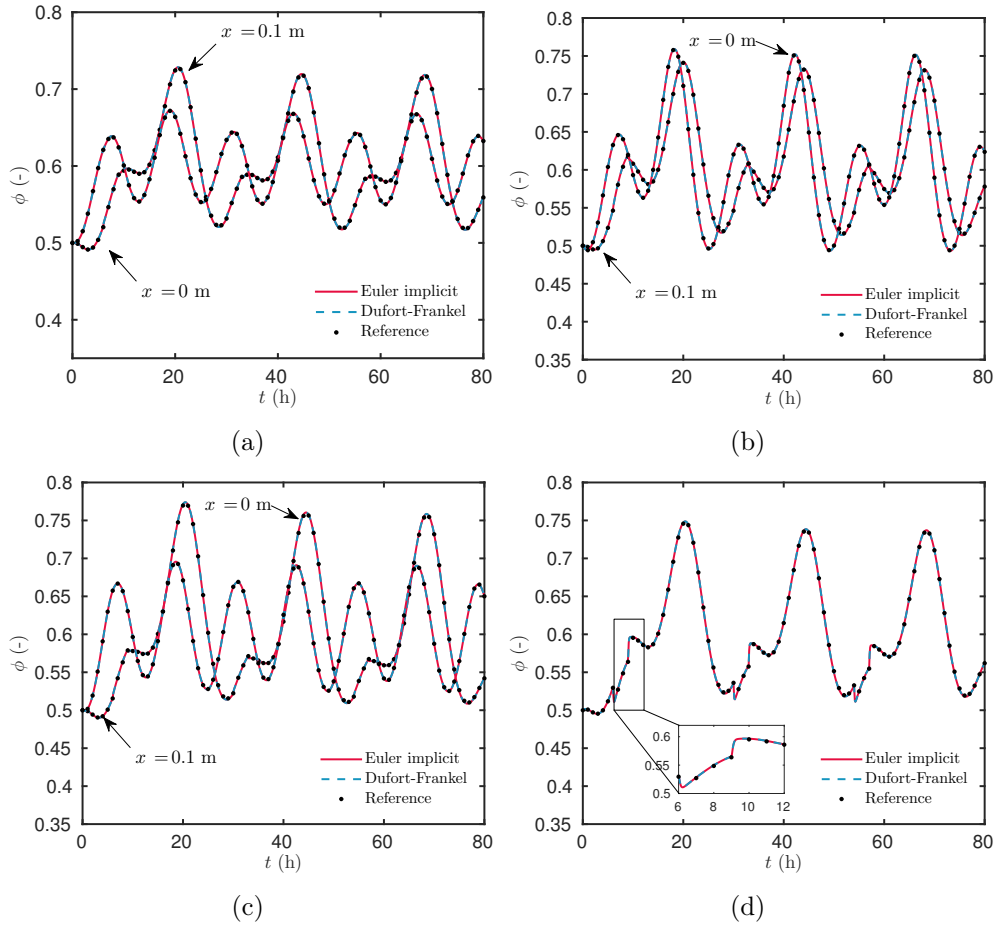 0.8
0.7
0.6
0.5
0.4
ϕ (-)
0 20 40 60 80
t (h)
x = 0.1 m
x = 0 m
Euler implicit
Dufort-Frankel
Reference
(a)
0.8
0.75
0.7
0.65
0.6
0.55
0.5
0.45
0.4
0.35
ϕ (-)
0 20 40 60 80
t (h)
x = 0 m
x = 0.1 m
Euler implicit
Dufort-Frankel
Reference
(b)
0.8
0.75
0.7
0.65
0.6
0.55
0.5
0.45
0.4
0.35
ϕ (-)
0 20 40 60 80
t (h)
x = 0 m
x = 0.1 m
Euler implicit
Dufort-Frankel
Reference
(c)
0.8
0.75
0.7
0.65
0.6
0.55
0.5
0.45
0.4
0.35
ϕ (-)
0 20 40 60 80
t (h)
0.6
0.55
0.5
6 8 10 12
Euler implicit
Dufort-Frankel
Reference
(d)